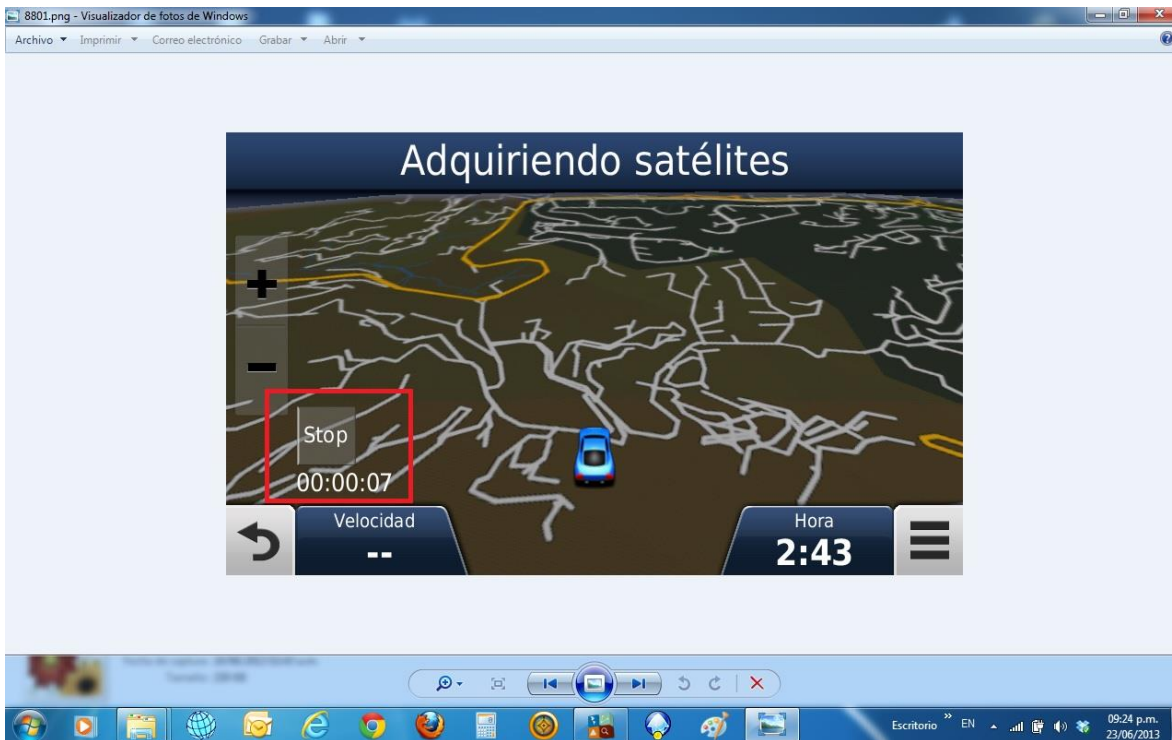 8801.png - Visualizador de fotos de Windows
Archivo Imprimir Correo electrónico Grabar Abrir
Adquiriendo satélites
Stop
00:00:07
Velocidad
--
Hora
2:43
Escritorio » EN 09:24 p.m.
23/06/2013